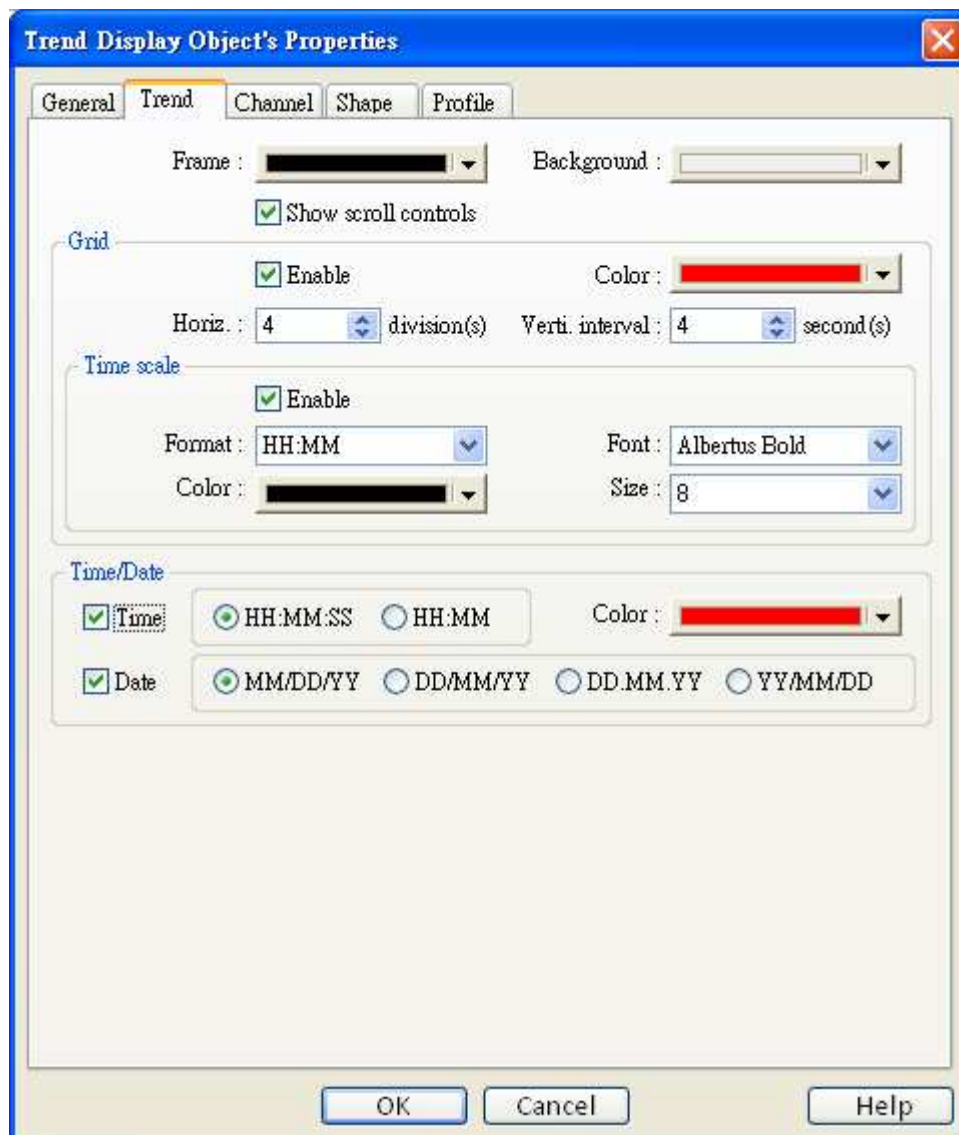 Trend Display Object's Properties
General Trend Channel Shape Profile
Frame : Background :
Show scroll controls
Grid
Enable Color :
Horiz. : 4 division(s) Verti. interval : 4 second(s)
Time scale
Enable
Format : HH:MM Font : Albertus Bold
Color : Size : 8
Time/Date
Time HH:MM:SS HH:MM Color :
Date MM/DD/YY DD/MM/YY DD.MM.YY YY/MM/DD
OK Cancel Help